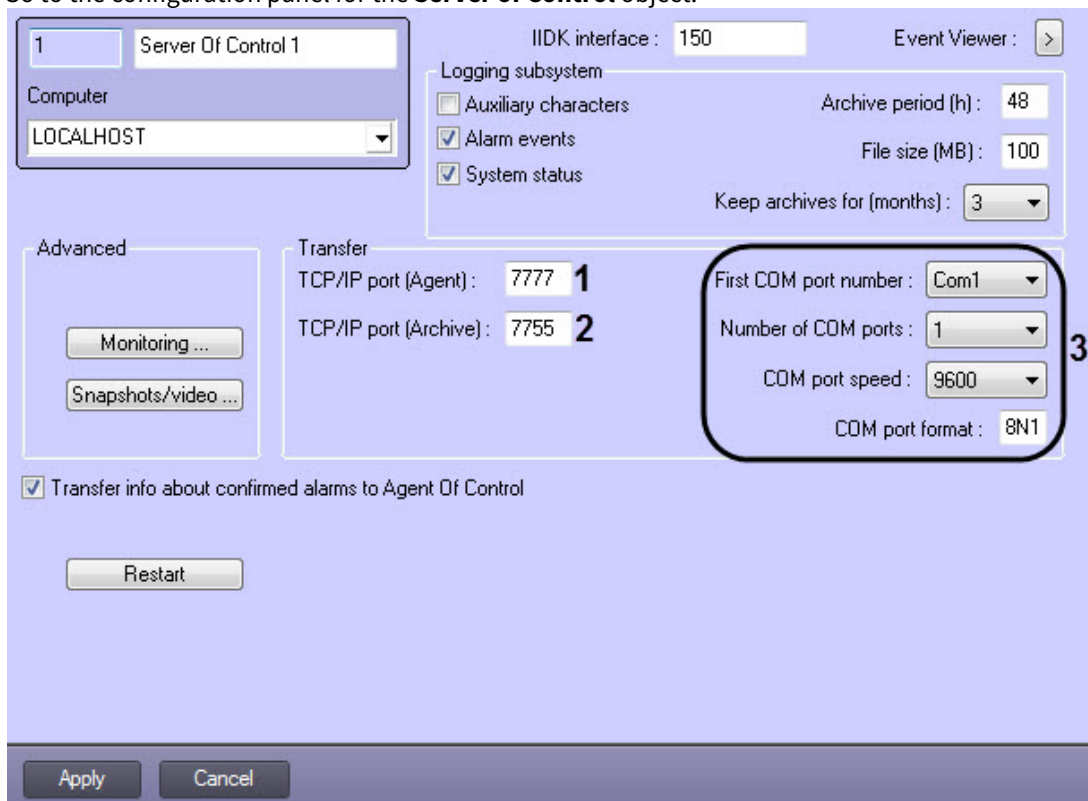 Go to the configuration panel for the Server of Control object.
1 Server Of Control 1
IIDK interface : 150
Event Viewer : >
Computer
LOCALHOST
Logging subsystem
Auxiliary characters
Alarm events
System status
Archive period (h) : 48
File size (MB) : 100
Keep archives for (months) : 3
Advanced
Monitoring ...
Snapshots/video ...
Transfer
TCP/IP port (Agent) : 7777 1
TCP/IP port (Archive) : 7755 2
First COM port number : Com1
Number of COM ports : 1
COM port speed : 9600
COM port format : 8N1
3
Transfer info about confirmed alarms to Agent Of Control
Restart
Apply Cancel